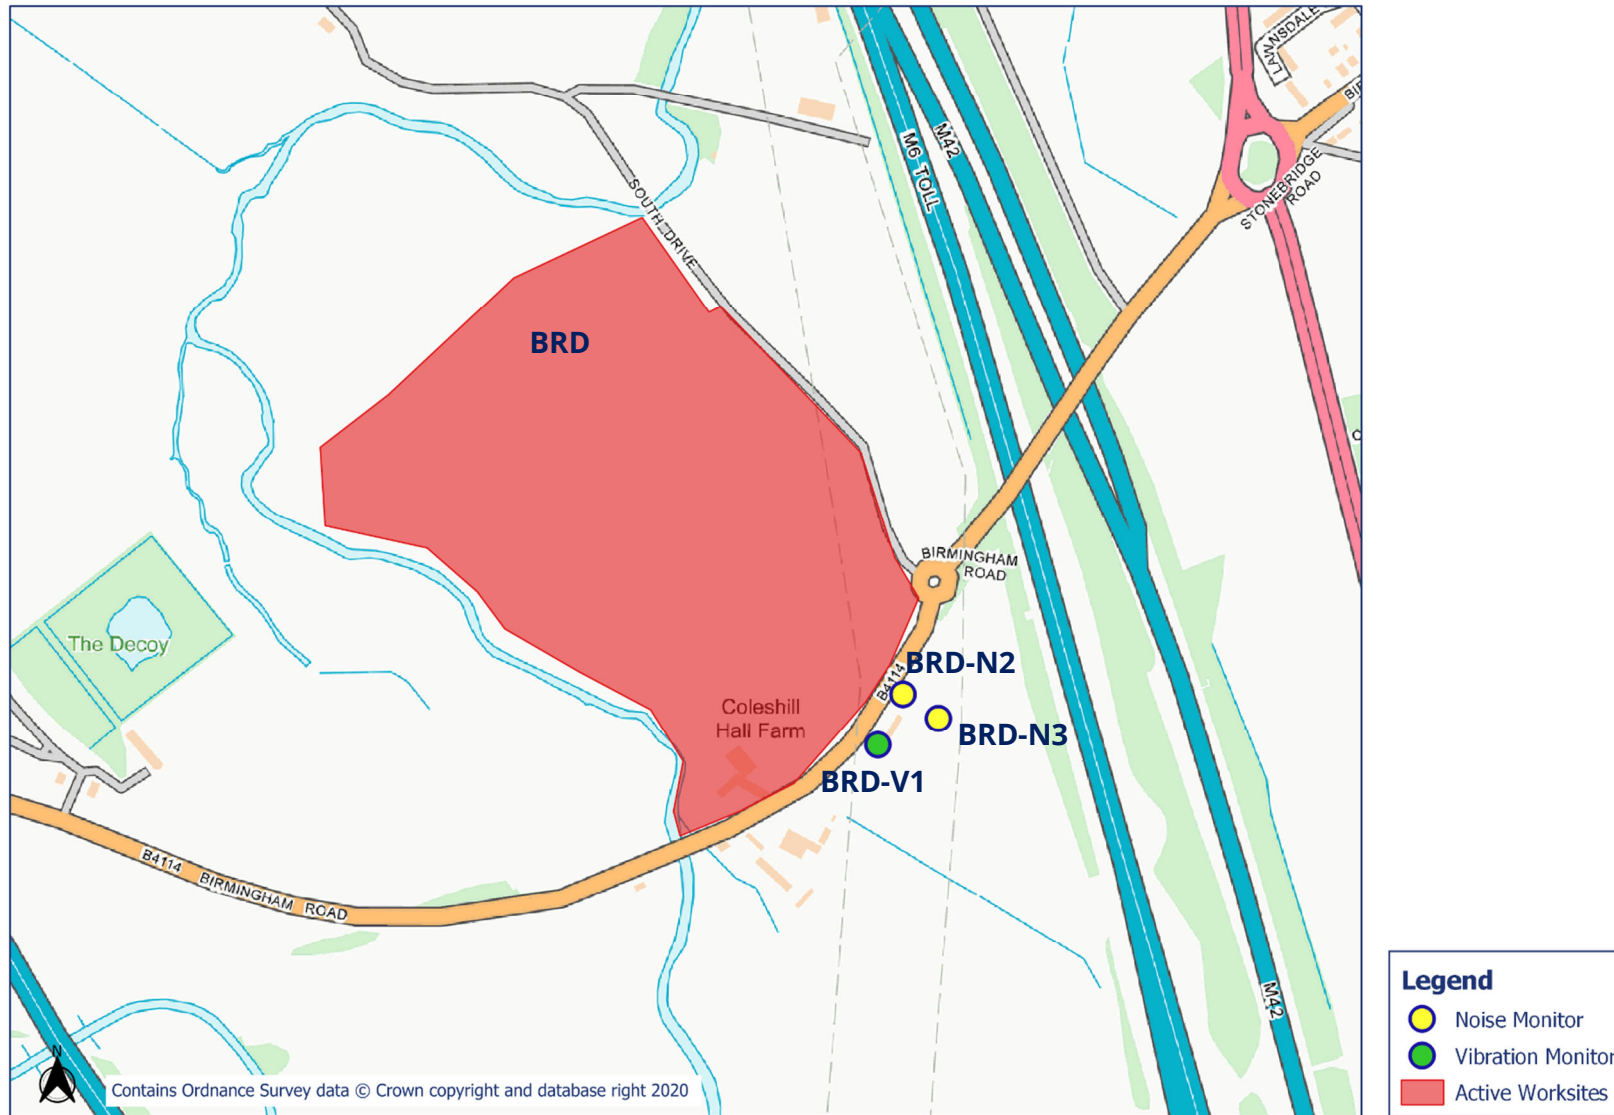 LAWNSDALE
M6 TOLL
M42
STONEBRIDGE
ROAD
SOUTH DRIVE
BRD
BIRMINGHAM
ROAD
The Decoy
BRD-N2
B4114
Coleshill
Hall Farm
BRD-N3
BRD-V1
B4114 BIRMINGHAM ROAD
M42
N
Contains Ordnance Survey data © Crown copyright and database right 2020
Legend
Noise Monitor
Vibration Monitor
Active Worksites